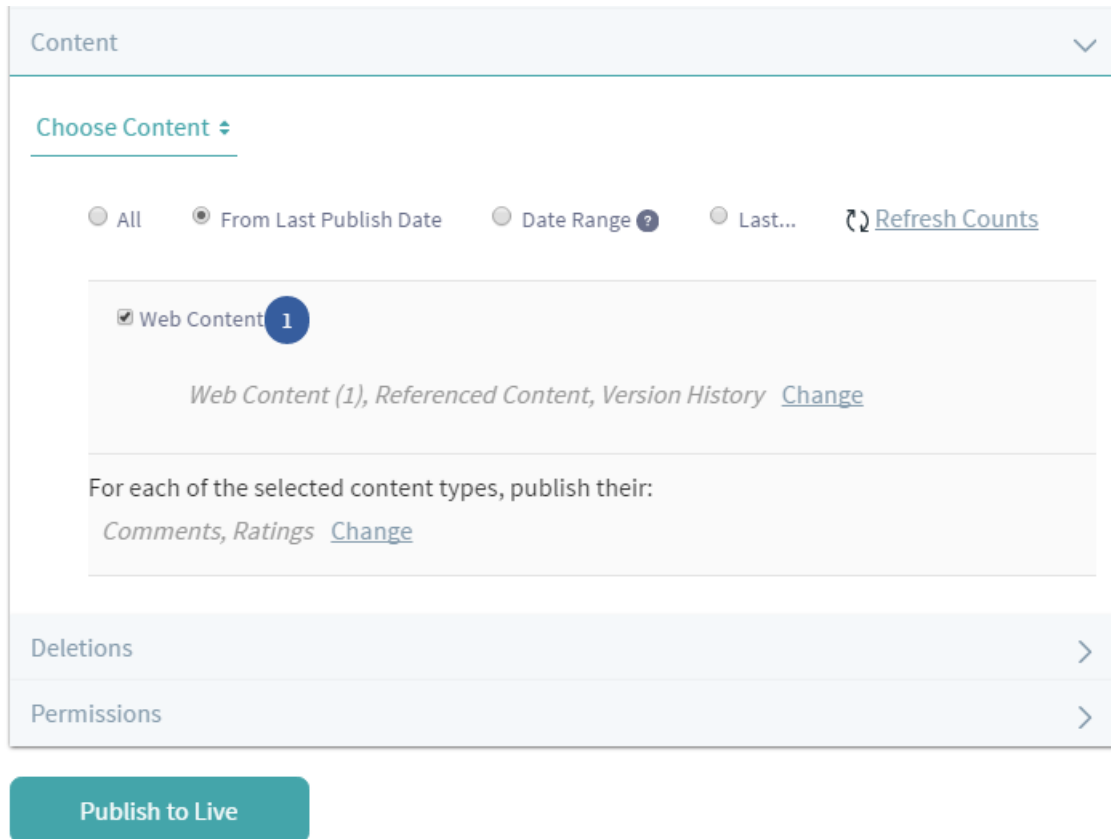 Content
Choose Content
All From Last Publish Date Date Range ? Last... Refresh Counts
Web Content 1
Web Content (1), Referenced Content, Version History Change
For each of the selected content types, publish their:
Comments, Ratings Change
Deletions
Permissions
Publish to Live